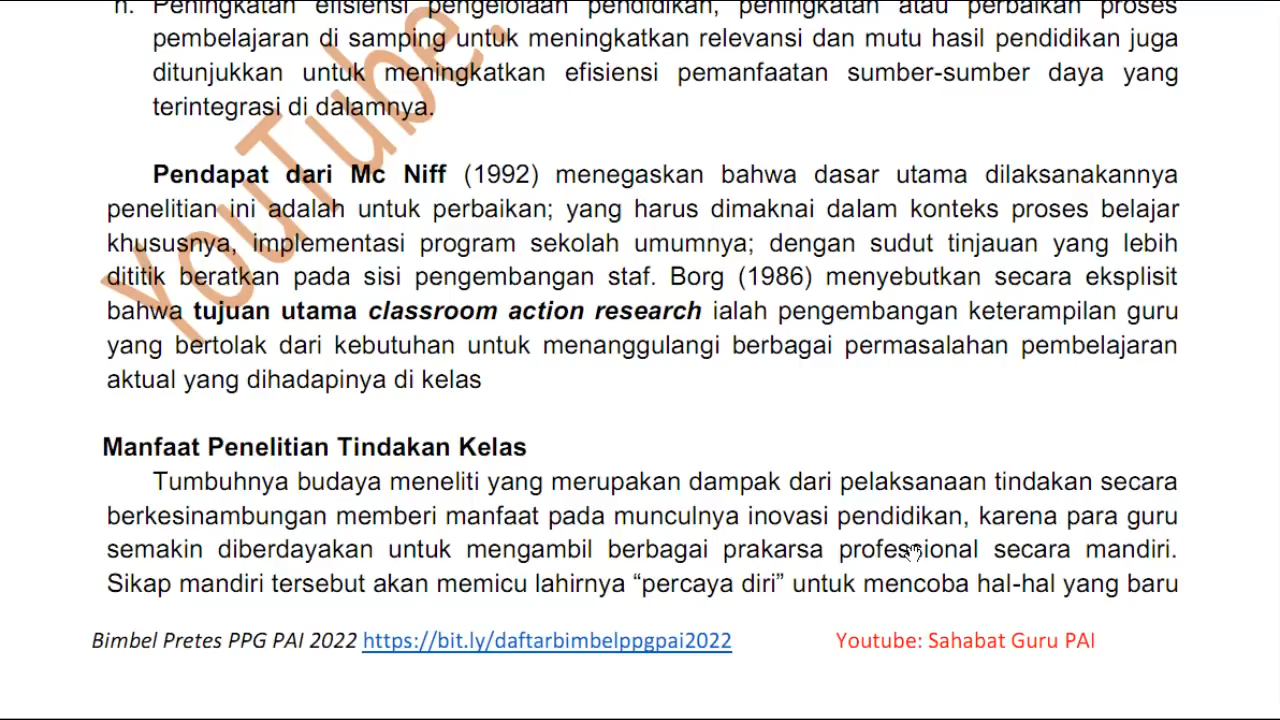 h. Peningkatan efisiensi pengelolaan pendidikan, peningkatan atau perbaikan proses
pembelajaran di samping untuk meningkatkan relevansi dan mutu hasil pendidikan juga
ditunjukkan untuk meningkatkan efisiensi pemanfaatan sumber-sumber daya yang
terintegrasi di dalamnya.
YouTube.
Pendapat dari Mc Niff (1992) menegaskan bahwa dasar utama dilaksanakannya
penelitian ini adalah untuk perbaikan; yang harus dimaknai dalam konteks proses belajar
khususnya, implementasi program sekolah umumnya; dengan sudut tinjauan yang lebih
dititik beratkan pada sisi pengembangan staf. Borg (1986) menyebutkan secara eksplisit
bahwa tujuan utama classroom action research ialah pengembangan keterampilan guru
yang bertolak dari kebutuhan untuk menanggulangi berbagai permasalahan pembelajaran
aktual yang dihadapinya di kelas
Manfaat Penelitian Tindakan Kelas
Tumbuhnya budaya meneliti yang merupakan dampak dari pelaksanaan tindakan secara
berkesinambungan memberi manfaat pada munculnya inovasi pendidikan, karena para guru
semakin diberdayakan untuk mengambil berbagai prakarsa professional secara mandiri.
Sikap mandiri tersebut akan memicu lahirnya “percaya diri” untuk mencoba hal-hal yang baru
Bimbel Pretes PPG PAI 2022 https://bit.ly/daftarbimbelppgpai2022 Youtube: Sahabat Guru PAI